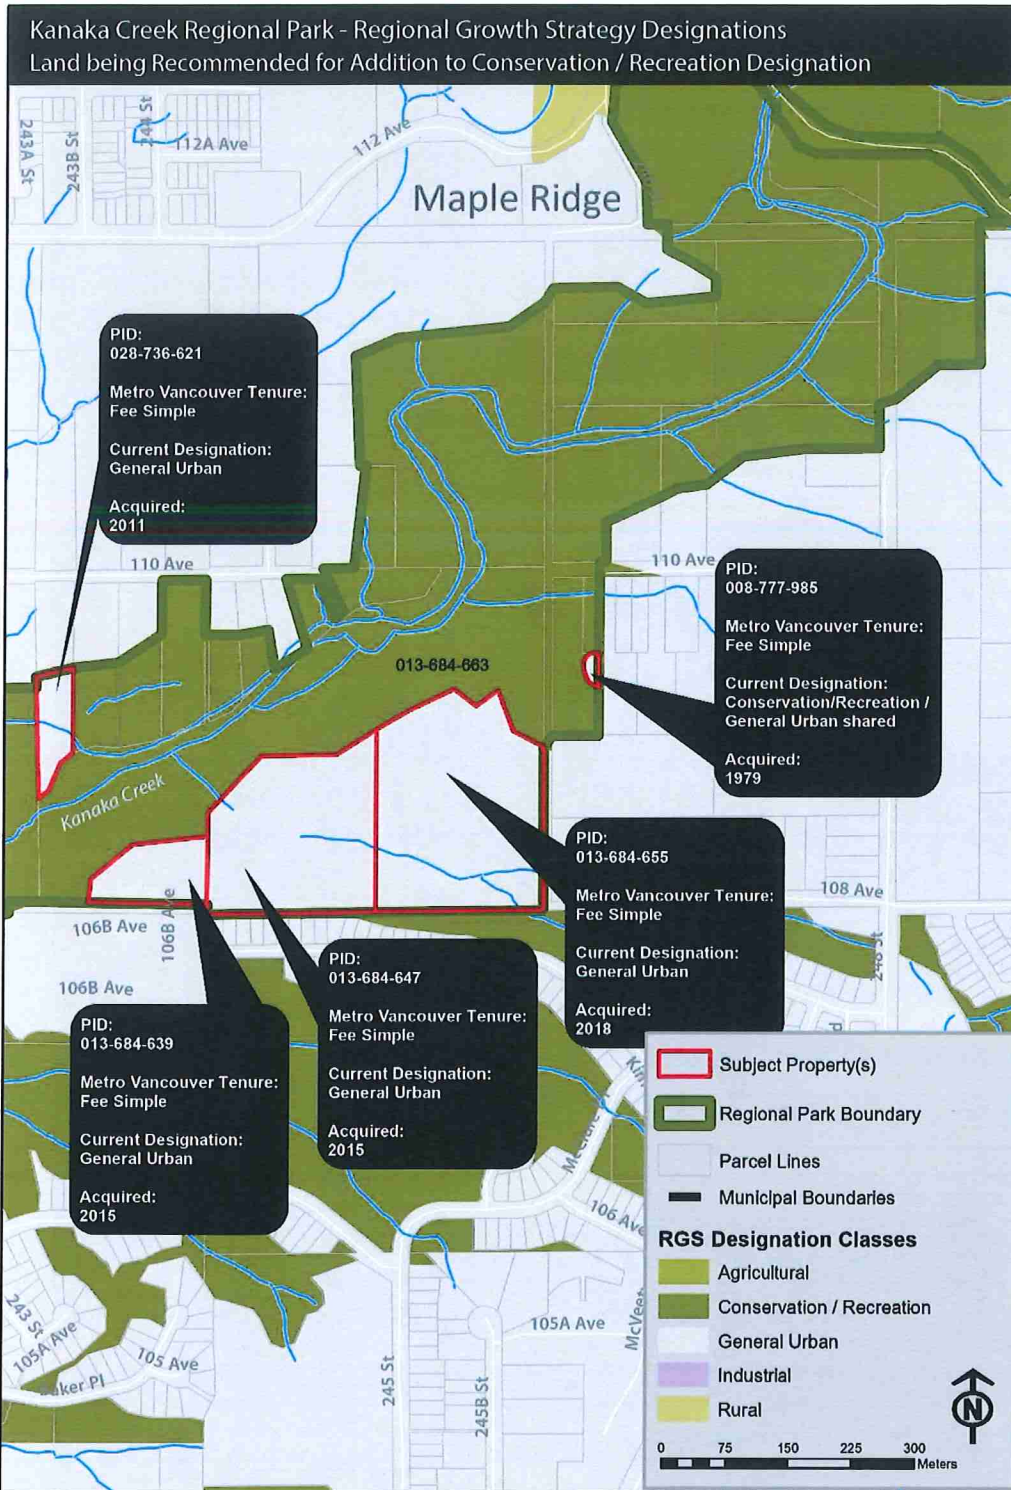 Kanaka Creek Regional Park - Regional Growth Strategy Designations
Land being Recommended for Addition to Conservation / Recreation Designation
243A St
243B St
244 St
112A Ave
112 Ave
Maple Ridge
PID:
028-736-621
Metro Vancouver Tenure:
Fee Simple
Current Designation:
General Urban
Acquired:
2011
110 Ave
110 Ave
PID:
008-777-985
Metro Vancouver Tenure:
Fee Simple
Current Designation:
Conservation/Recreation /
General Urban shared
Acquired:
1979
013-684-663
Kanaka Creek
PID:
013-684-655
Metro Vancouver Tenure:
Fee Simple
Current Designation:
General Urban
Acquired:
2018
108 Ave
248 St
106B Ave
106B Ave
106B Ave
PID:
013-684-647
Metro Vancouver Tenure:
Fee Simple
Current Designation:
General Urban
Acquired:
2015
PID:
013-684-639
Metro Vancouver Tenure:
Fee Simple
Current Designation:
General Urban
Acquired:
2015
106 Ave
105A Ave
243 St
105A Ave
105 Ave
Baker Pl
245 St
245B St
Subject Property(s)
Regional Park Boundary
Parcel Lines
Municipal Boundaries
RGS Designation Classes
Agricultural
Conservation / Recreation
General Urban
Industrial
Rural
N
0 75 150 225 300
Meters